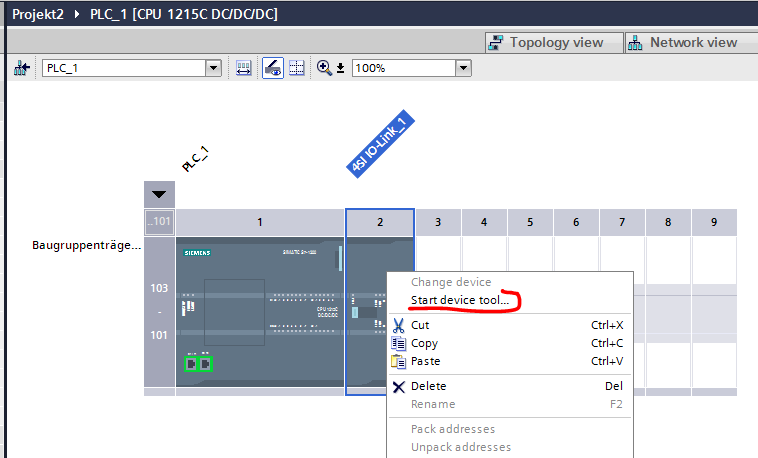 Projekt2 ▸ PLC_1 [CPU 1215C DC/DC/DC]
Topology view Network view
PLC_1 100%
PLC_1
4SI IO-Link_1
..101 1 2 3 4 5 6 7 8 9
Baugruppenträge...
SIEMENS SIMATIC S7-1200
103
-
101
CPU 1215C
DC/DC/DC
Change device
Start device tool...
Cut Ctrl+X
Copy Ctrl+C
Paste Ctrl+V
Delete Del
Rename F2
Pack addresses
Unpack addresses